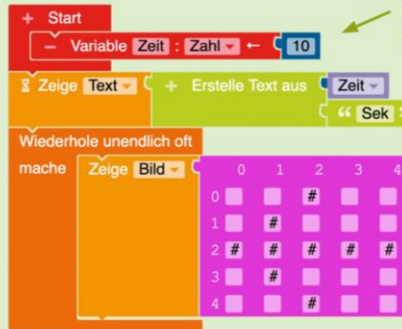 + Start
− Variable Zeit : Zahl ← 10
Zeige Text + Erstelle Text aus Zeit
“ Sek ”
Wiederhole unendlich oft
mache Zeige Bild 0 1 2 3 4
0 #
1 #
2 # # # # #
3 #
4 #